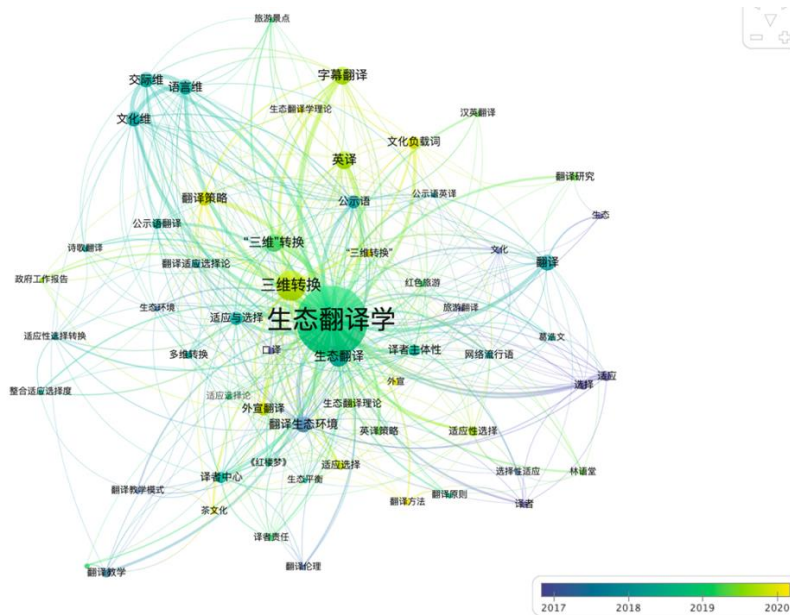 旅游景点
交际维
语言维
字幕翻译
文化维
生态翻译学理论
汉英翻译
文化负载词
英译
翻译研究
翻译策略
公示语
公示语英译
生态
公示语翻译
"三维"转换
诗歌翻译
"三维转换"
文化
翻译
翻译适应选择论
政府工作报告
三维转换
红色旅游
生态环境
适应与选择
生态翻译学
旅游翻译
适应性选择转换
葛浩文
多维转换
口译
生态翻译
译者主体性
网络流行语
适应
选择
整合适应选择度
适应选择论
外宣
外宣翻译
生态翻译理论
翻译生态环境
英译策略
适应性选择
《红楼梦》
适应选择
选择性适应
林语堂
译者中心
生态平衡
翻译教学模式
翻译原则
茶文化
翻译方法
译者
译者责任
翻译教学
翻译伦理
2017
2018
2019
2020